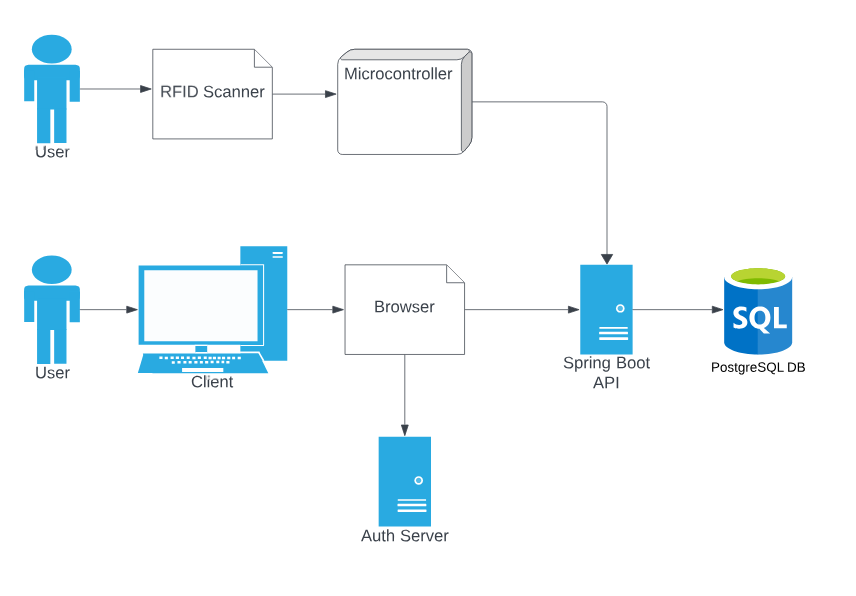 RFID Scanner
Microcontroller
User
Browser
SQL
User
Client
Spring Boot
API
PostgreSQL DB
Auth Server